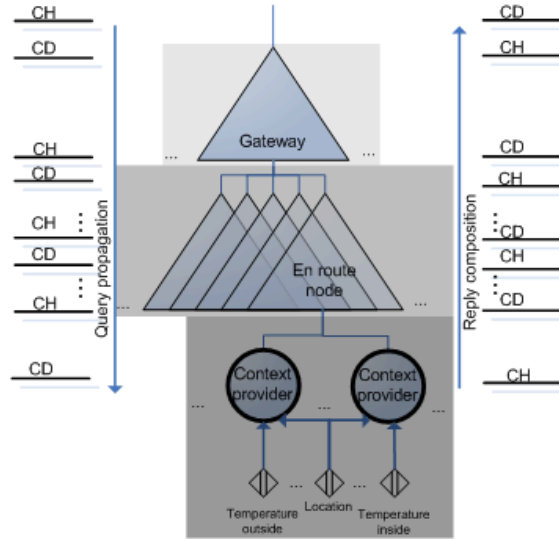 CH
CD
CH
CD
CH
⋮
CD
⋮
CH
CD
Query propagation
Gateway
...
...
En route
node
...
...
Context
provider
Context
provider
...
...
...
...
...
Temperature
outside
Location
Temperature
inside
Reply composition
CD
CH
CD
CH
⋮
CD
CH
⋮
CD
CH